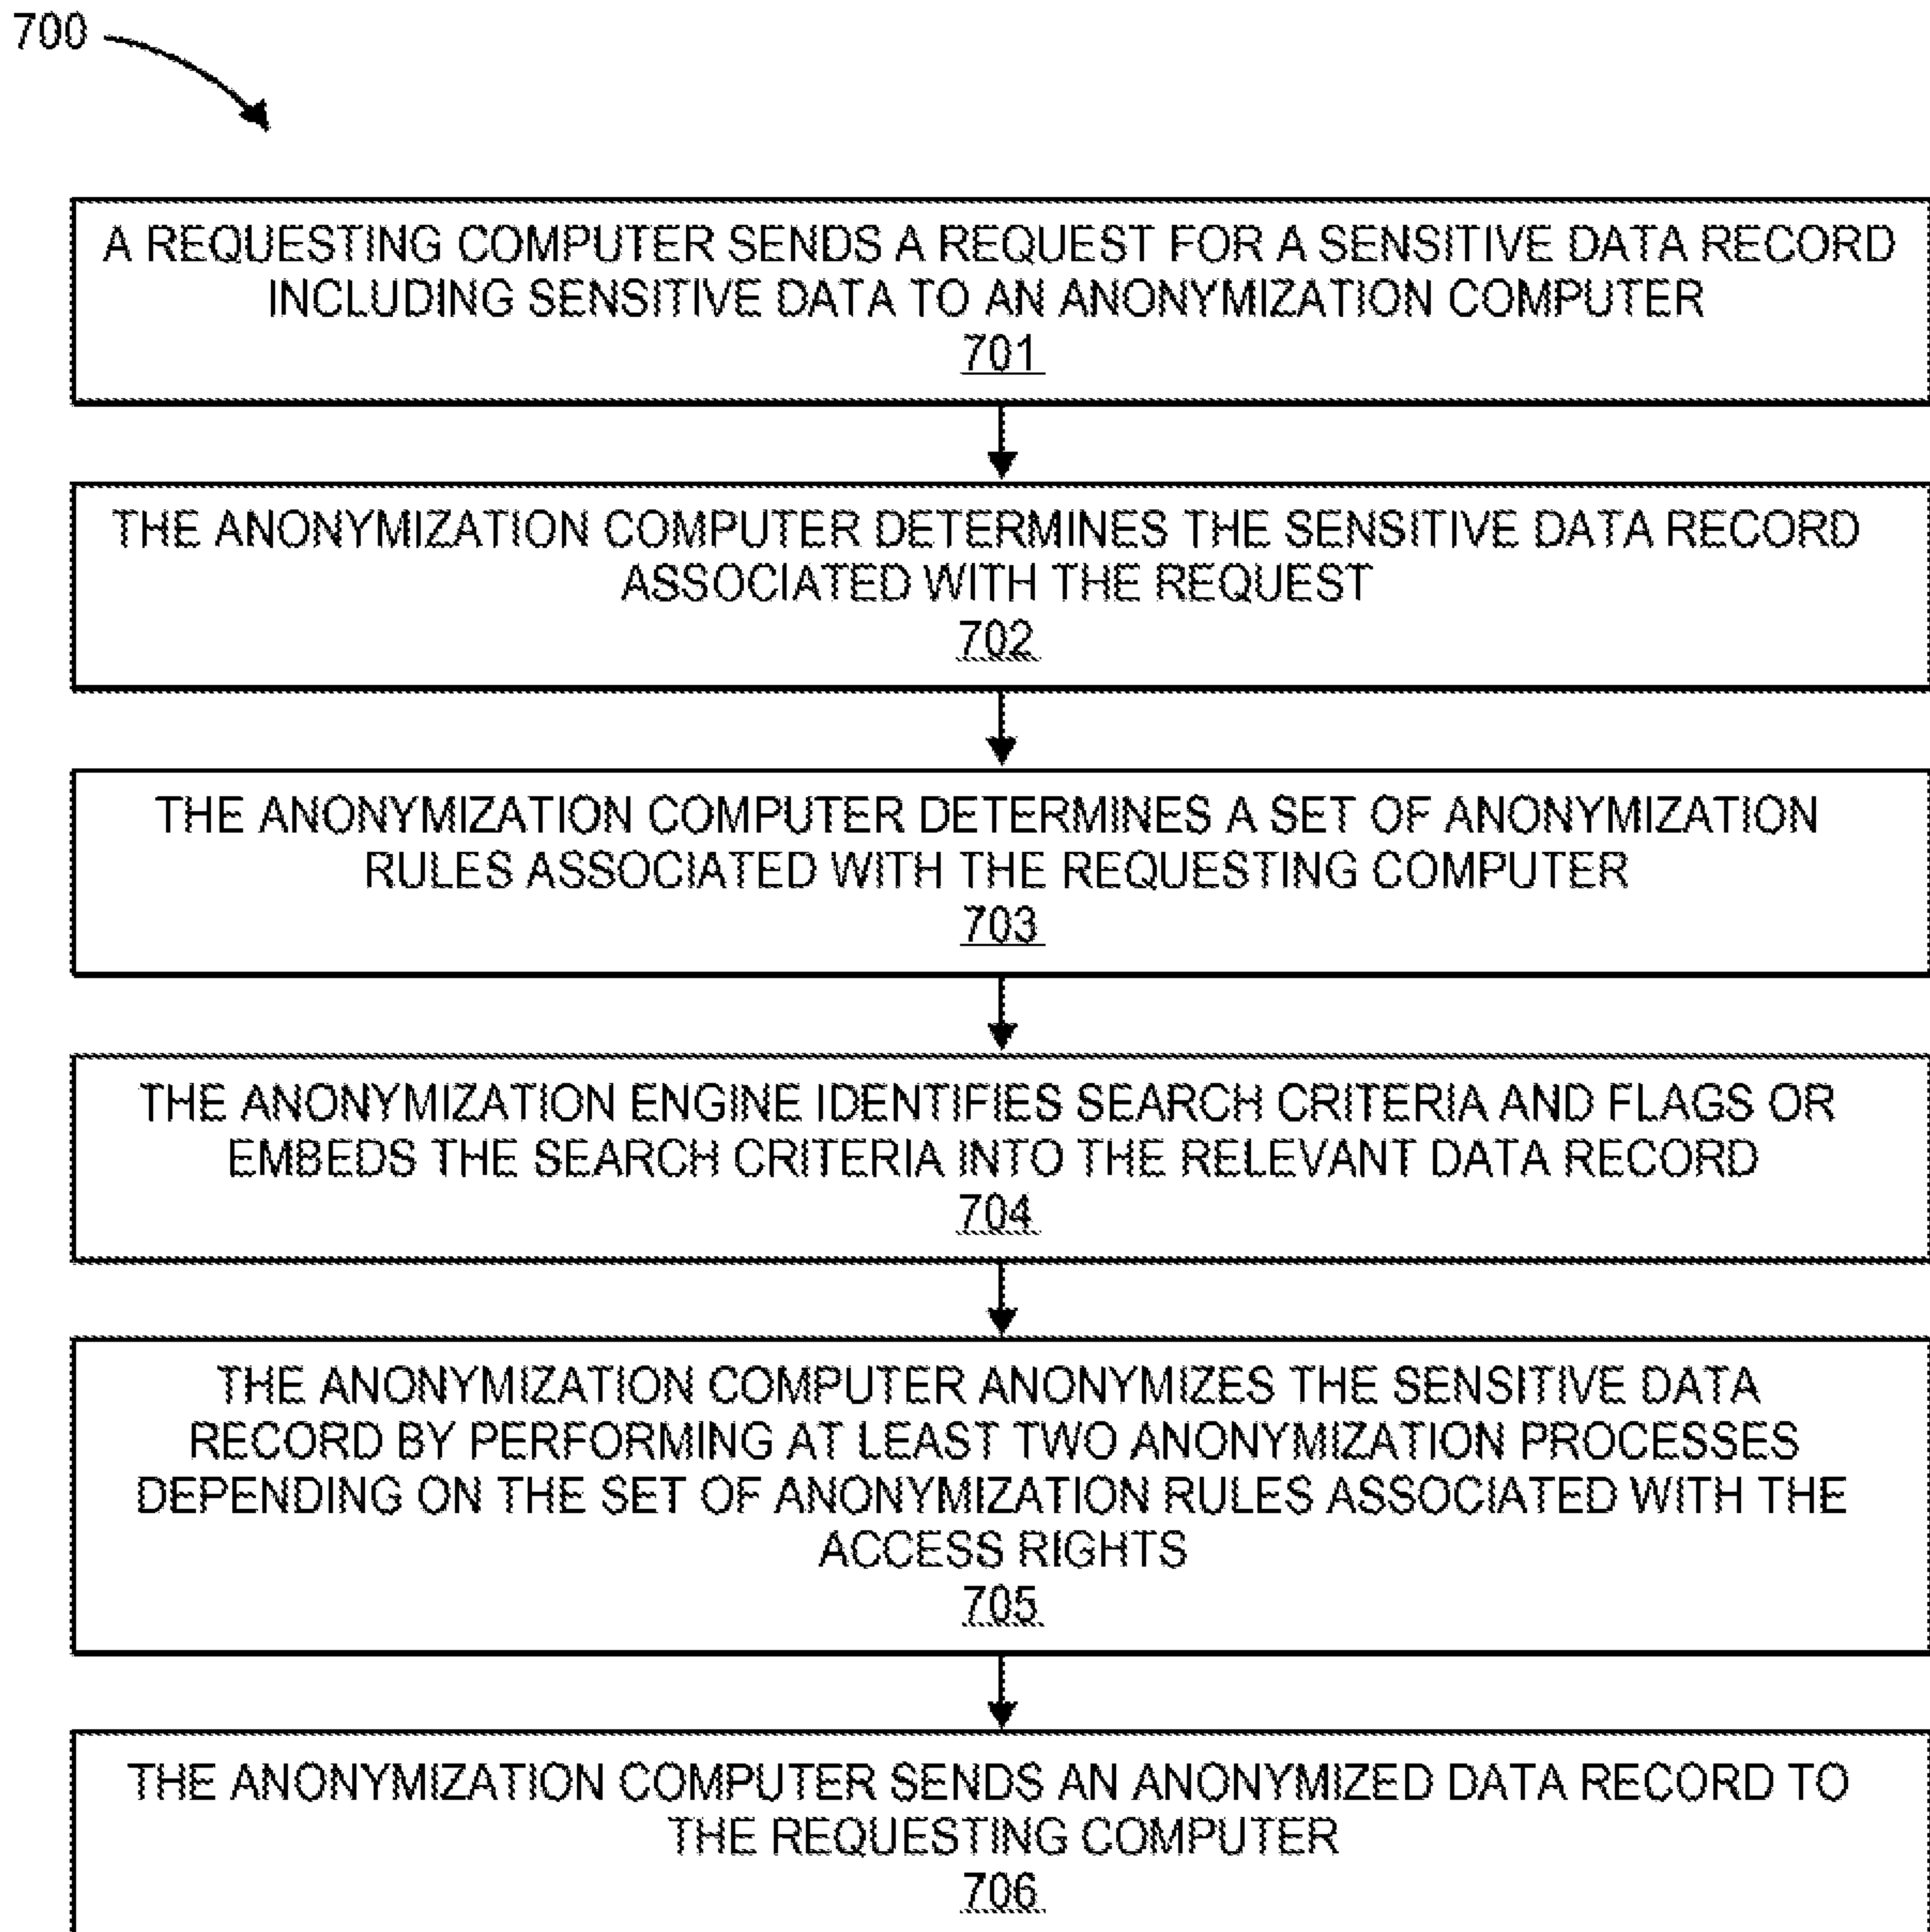 700
A REQUESTING COMPUTER SENDS A REQUEST FOR A SENSITIVE DATA RECORD
INCLUDING SENSITIVE DATA TO AN ANONYMIZATION COMPUTER
701
THE ANONYMIZATION COMPUTER DETERMINES THE SENSITIVE DATA RECORD
ASSOCIATED WITH THE REQUEST
702
THE ANONYMIZATION COMPUTER DETERMINES A SET OF ANONYMIZATION
RULES ASSOCIATED WITH THE REQUESTING COMPUTER
703
THE ANONYMIZATION ENGINE IDENTIFIES SEARCH CRITERIA AND FLAGS OR
EMBEDS THE SEARCH CRITERIA INTO THE RELEVANT DATA RECORD
704
THE ANONYMIZATION COMPUTER ANONYMIZES THE SENSITIVE DATA
RECORD BY PERFORMING AT LEAST TWO ANONYMIZATION PROCESSES
DEPENDING ON THE SET OF ANONYMIZATION RULES ASSOCIATED WITH THE
ACCESS RIGHTS
705
THE ANONYMIZATION COMPUTER SENDS AN ANONYMIZED DATA RECORD TO
THE REQUESTING COMPUTER
706